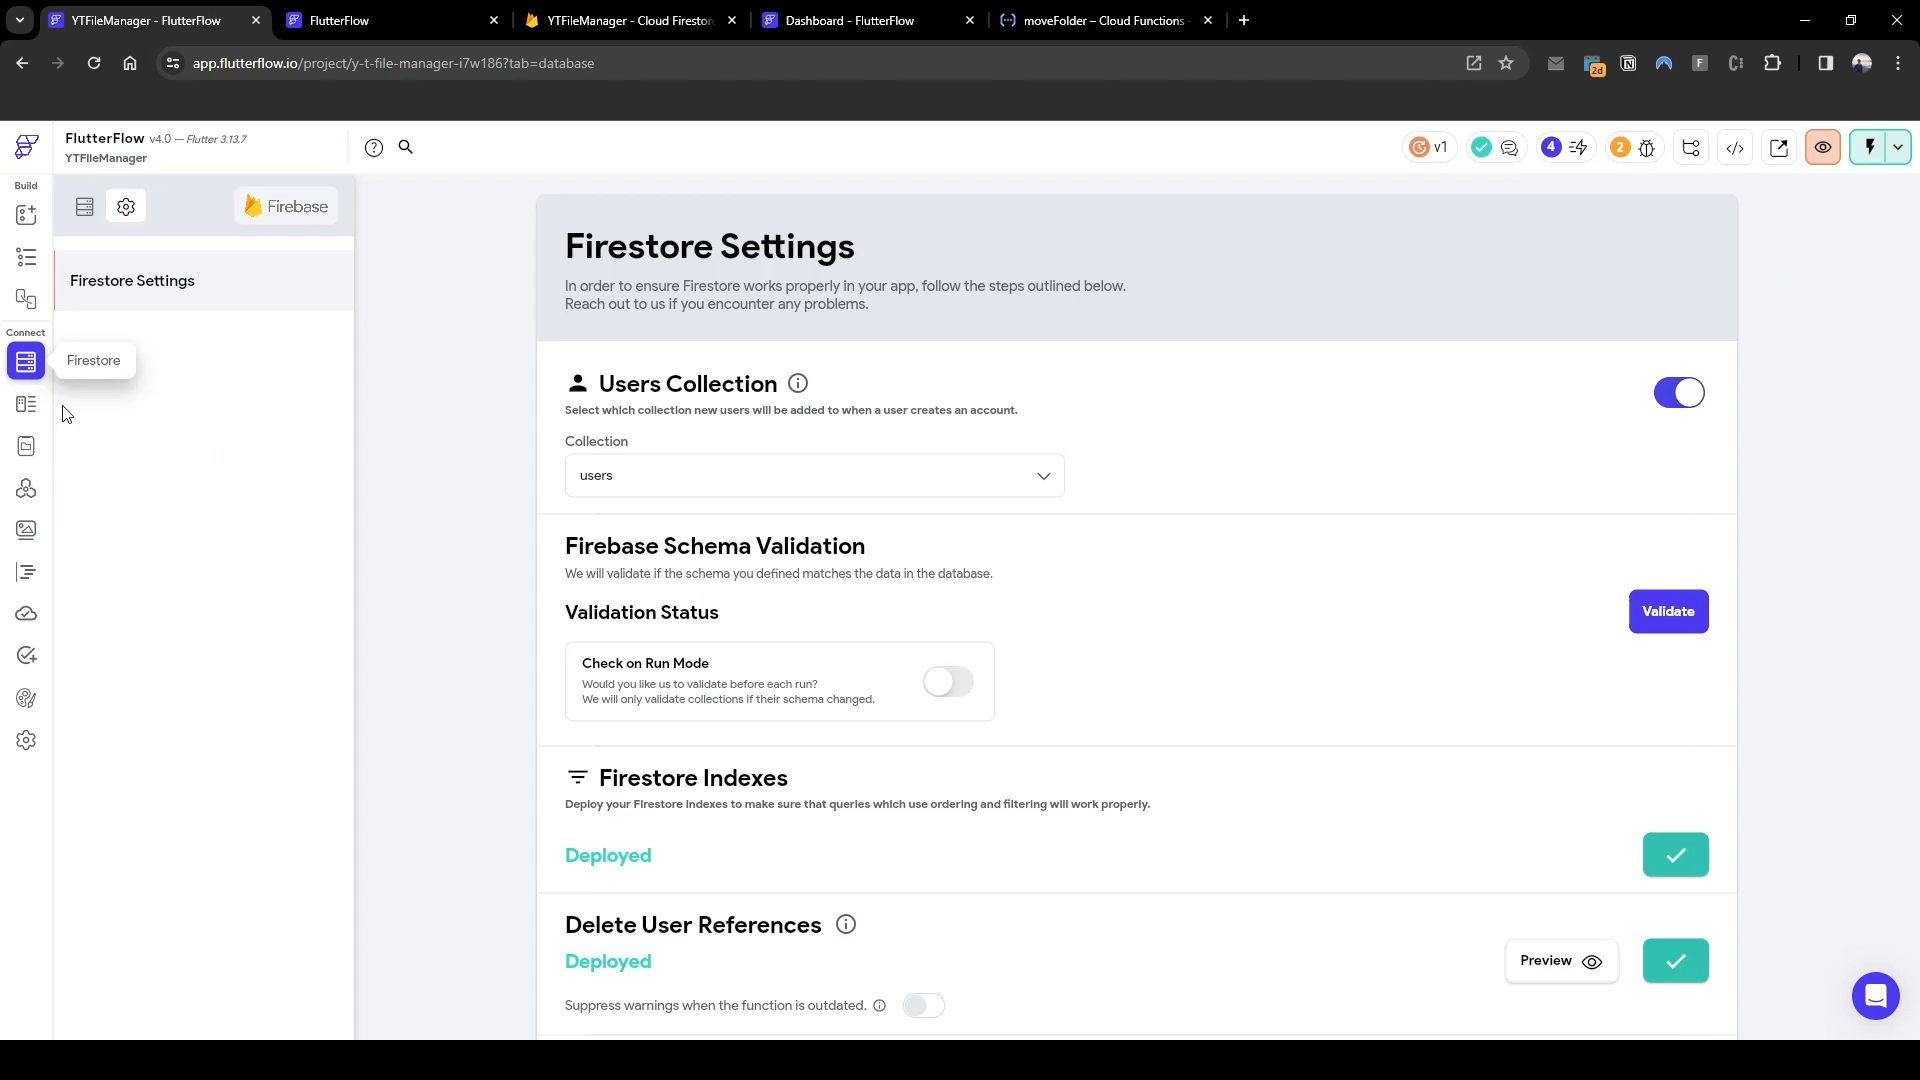 YTFileManager - FlutterFlow
FlutterFlow
YTFileManager - Cloud Firestor
Dashboard - FlutterFlow
moveFolder – Cloud Functions
app.flutterflow.io/project/y-t-file-manager-i7w186?tab=database
2d
FlutterFlow v4.0 — Flutter 3.13.7
YTFileManager
v1
4
2
Build
Firebase
Firestore Settings
Connect
Firestore
Firestore Settings
In order to ensure Firestore works properly in your app, follow the steps outlined below.
Reach out to us if you encounter any problems.
Users Collection
Select which collection new users will be added to when a user creates an account.
Collection
users
Firebase Schema Validation
We will validate if the schema you defined matches the data in the database.
Validation Status
Validate
Check on Run Mode
Would you like us to validate before each run?
We will only validate collections if their schema changed.
Firestore Indexes
Deploy your Firestore Indexes to make sure that queries which use ordering and filtering will work properly.
Deployed
Delete User References
Deployed
Preview
Suppress warnings when the function is outdated.